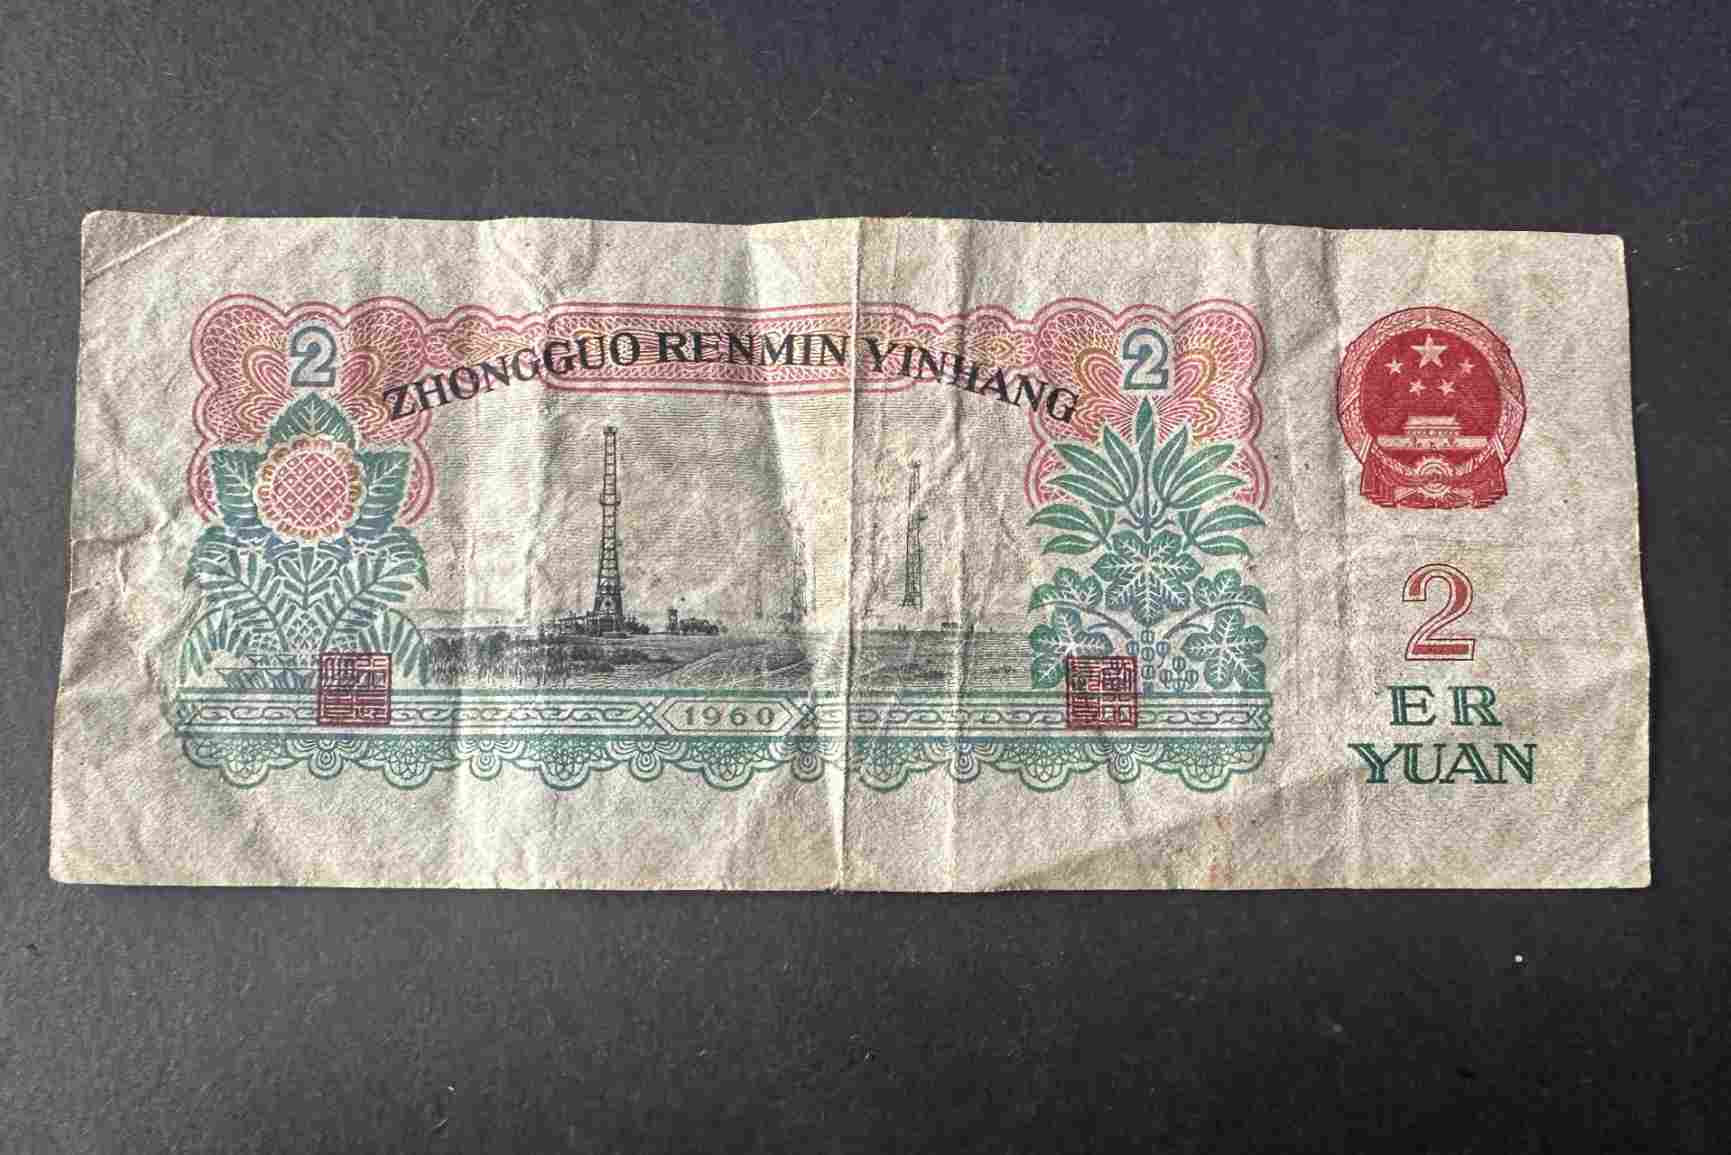 2
ZHONGGUO RENMIN YINHANG
2
1960
2
ER
YUAN